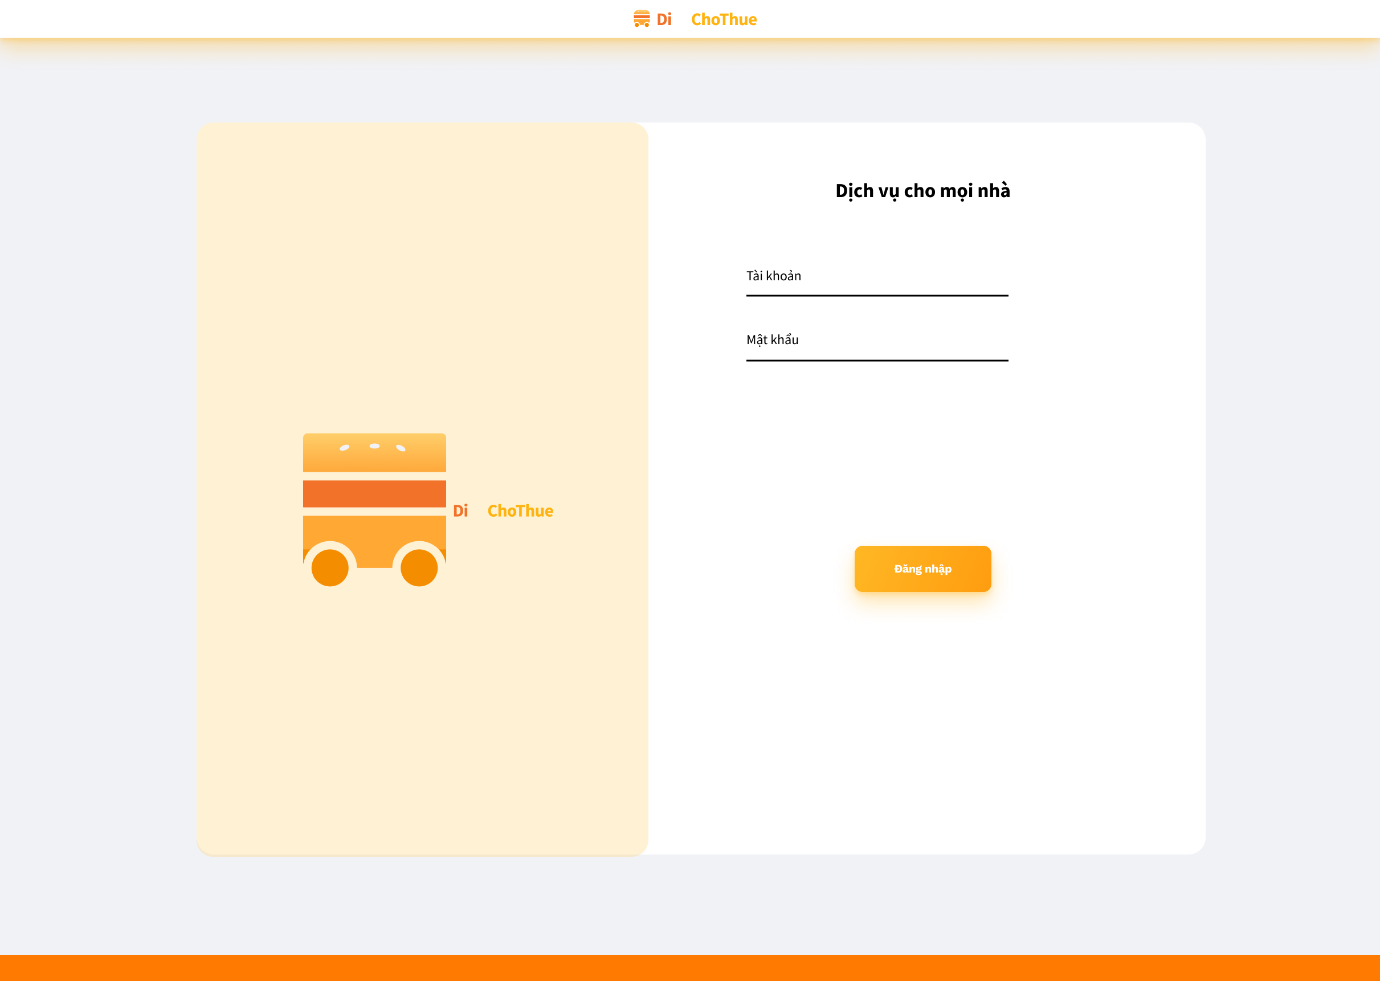 Di ChoThue
Dịch vụ cho mọi nhà
Tài khoản
Mật khẩu
Di ChoThue
Đăng nhập